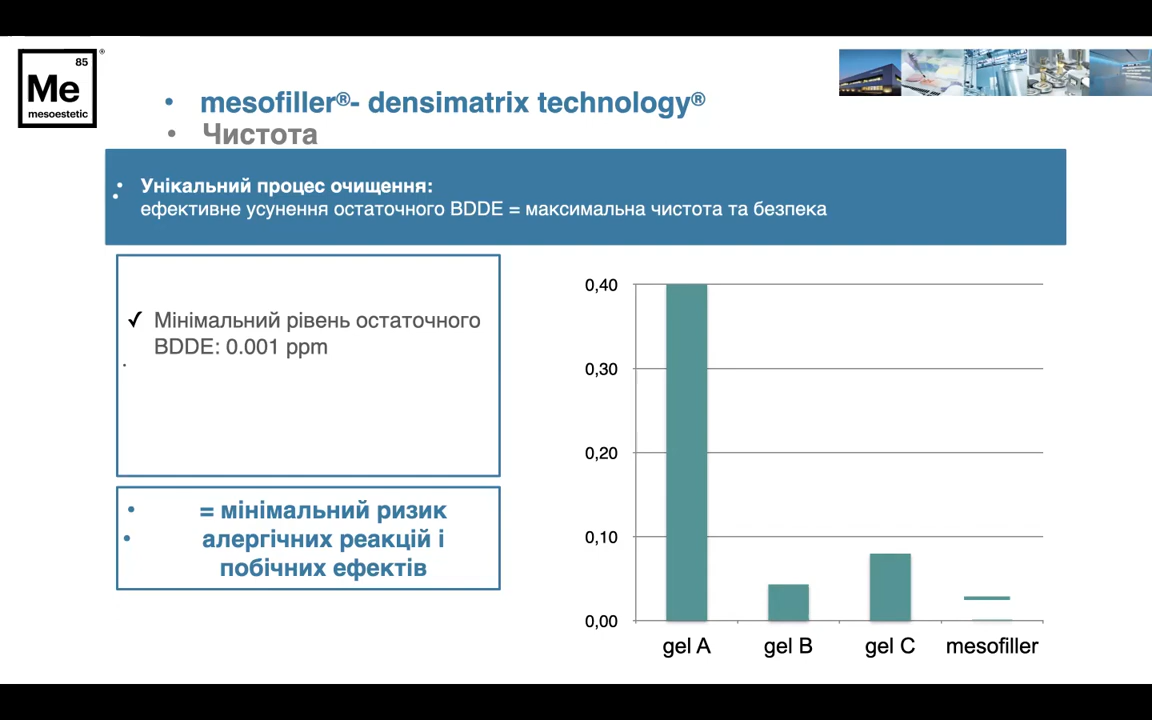 85
Me
mesoestetic
®
• mesofiller®- densimatrix technology®
• Чистота
• Унікальний процес очищення:
• ефективне усунення остаточного BDDE = максимальна чистота та безпека
✓ Мінімальний рівень остаточного
BDDE: 0.001 ppm
• = мінімальний ризик
• алергічних реакцій і
побічних ефектів
0,40
0,30
0,20
0,10
0,00
gel A gel B gel C mesofiller